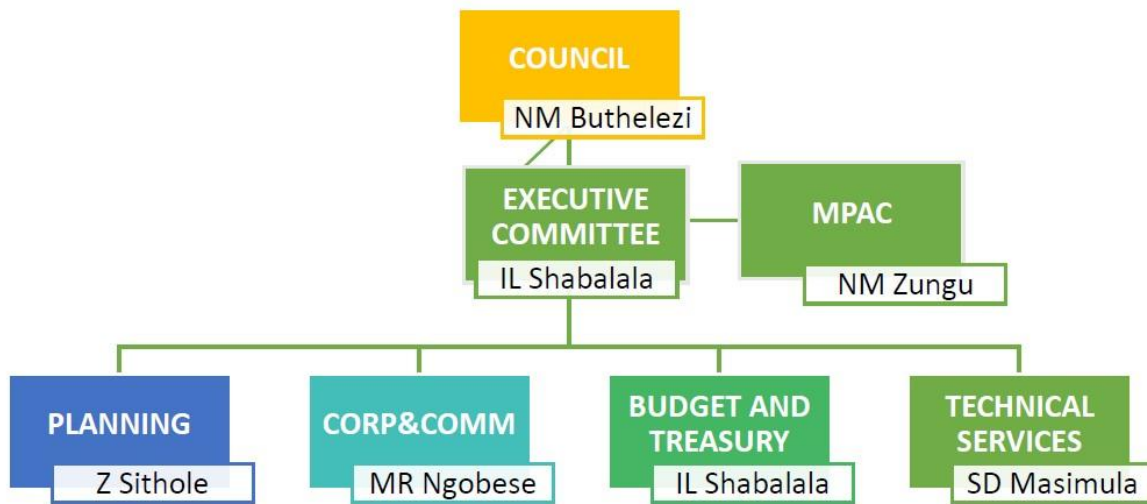 COUNCIL
NM Buthelezi
EXECUTIVE
COMMITTEE
IL Shabalala
MPAC
NM Zungu
PLANNING
Z Sithole
CORP&COMM
MR Ngobese
BUDGET AND
TREASURY
IL Shabalala
TECHNICAL
SERVICES
SD Masimula